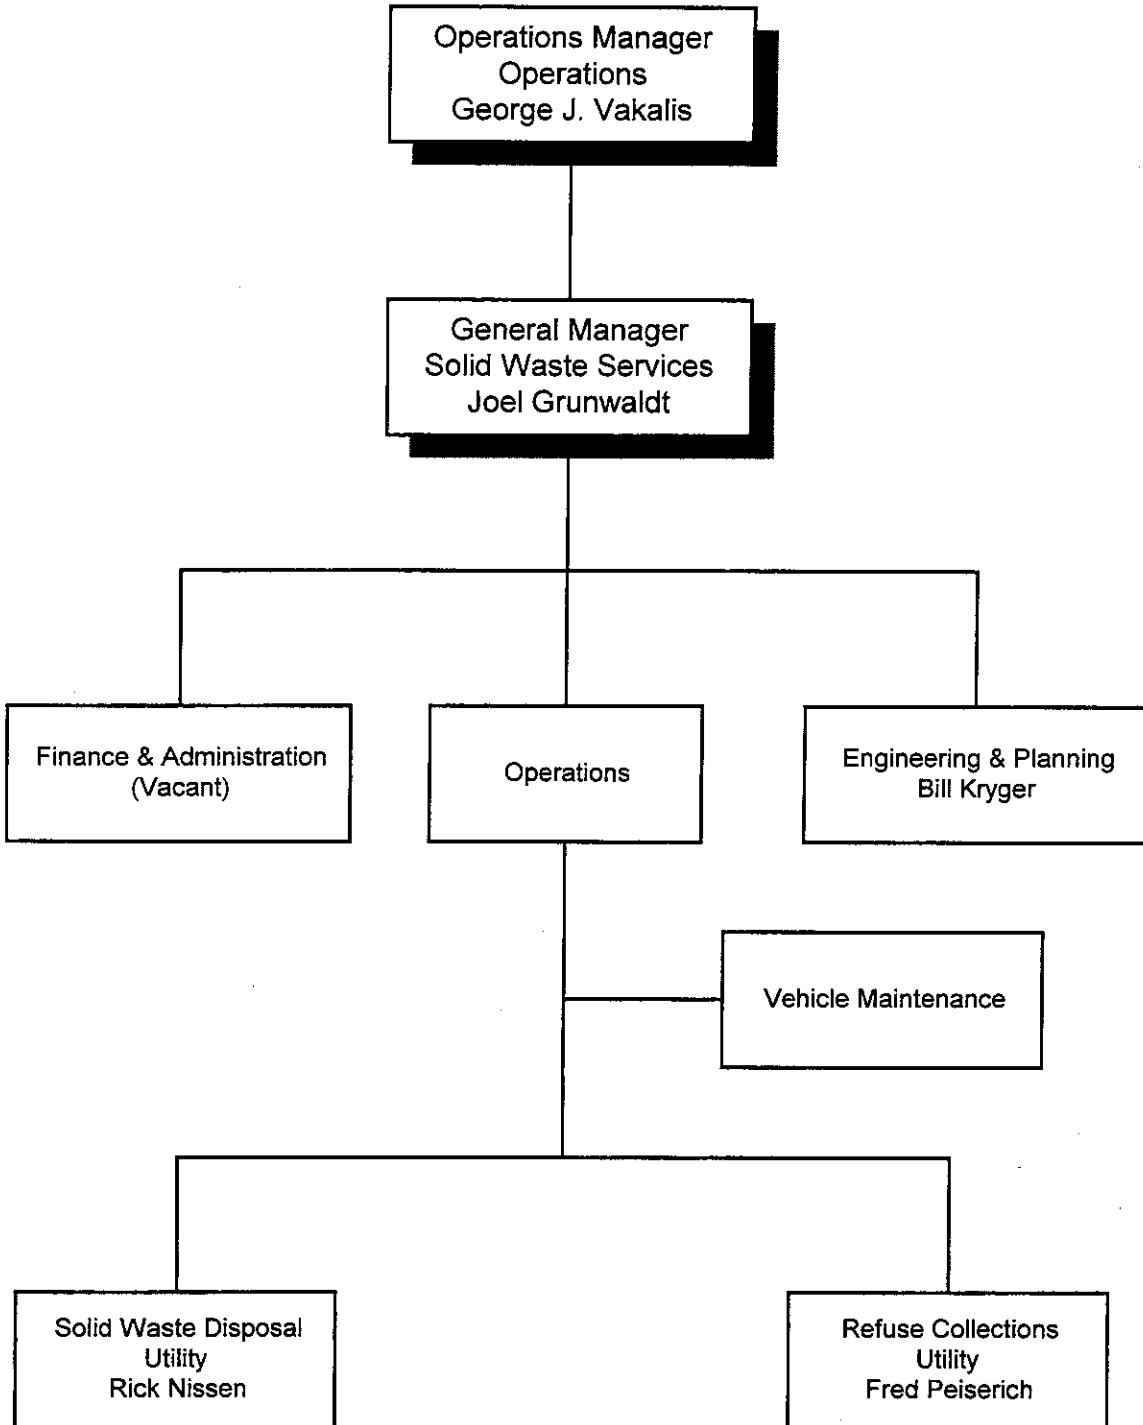 Operations Manager
Operations
George J. Vakalis
General Manager
Solid Waste Services
Joel Grunwaldt
Finance & Administration
(Vacant)
Operations
Engineering & Planning
Bill Kryger
Vehicle Maintenance
Solid Waste Disposal
Utility
Rick Nissen
Refuse Collections
Utility
Fred Peiserich